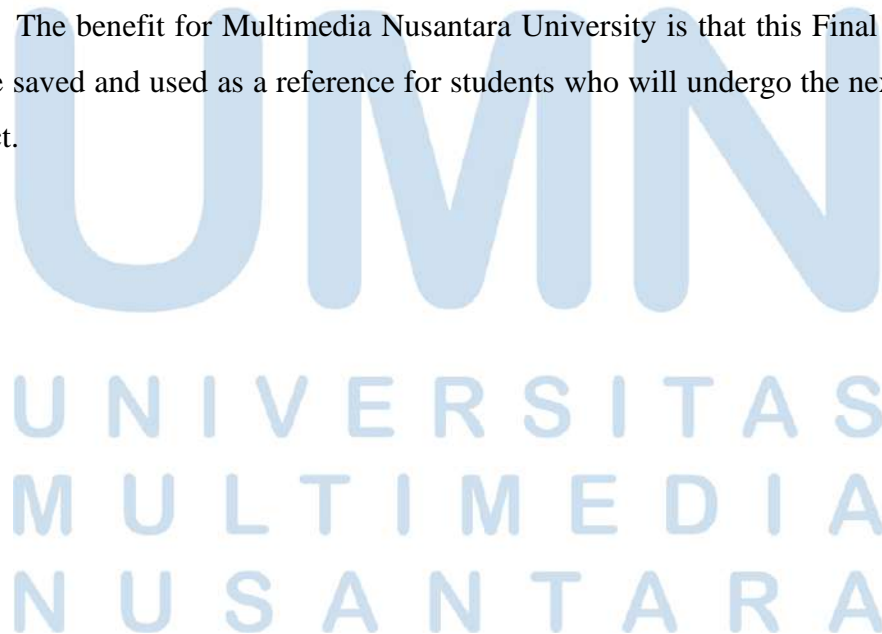 The benefit for Multimedia Nusantara University is that this Final
saved and used as a reference for students who will undergo the
UMN
UNIVERSITAS
MULTIMEDIA
NUSANTARA